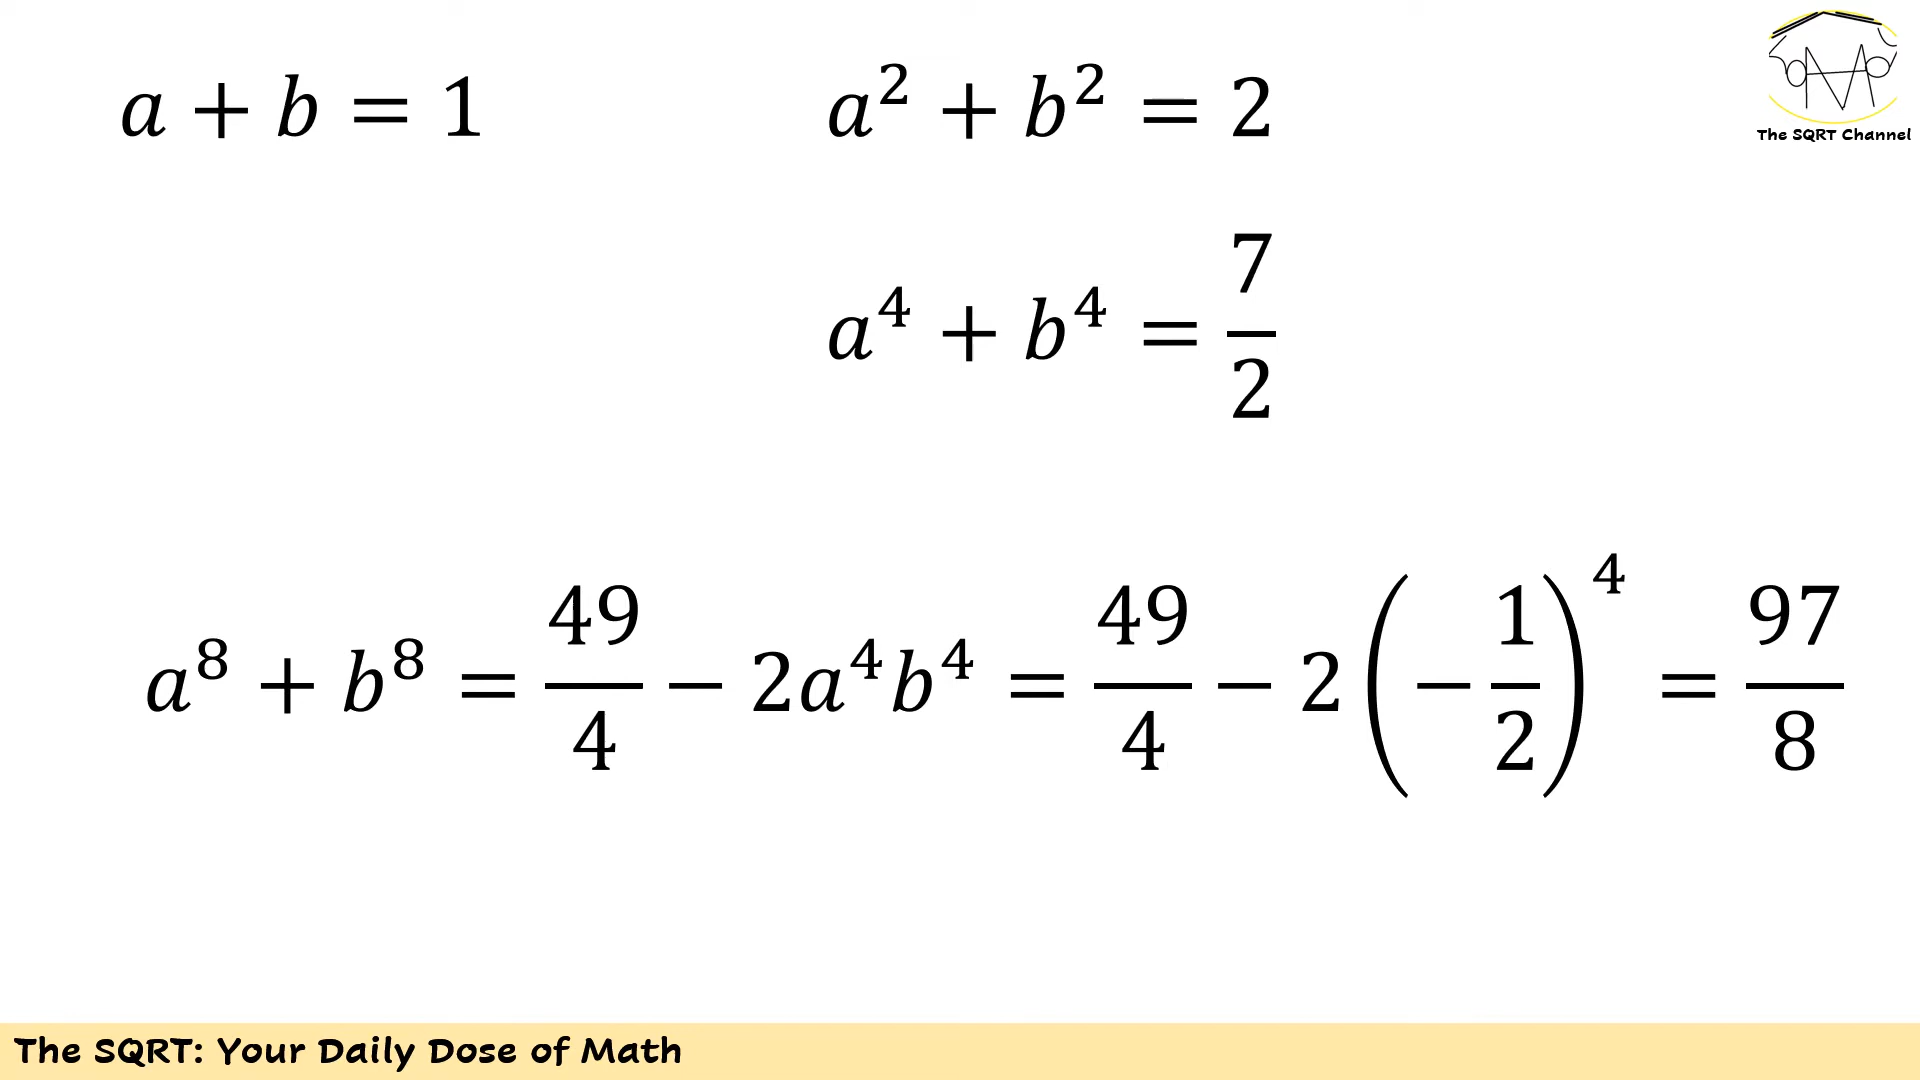 a + b = 1
a² + b² = 2
The SQRT Channel
a⁴ + b⁴ = 7/2
a⁸ + b⁸ = 49/4 − 2a⁴b⁴ = 49/4 − 2(−1/2)⁴ = 97/8
The SQRT: Your Daily Dose of Math